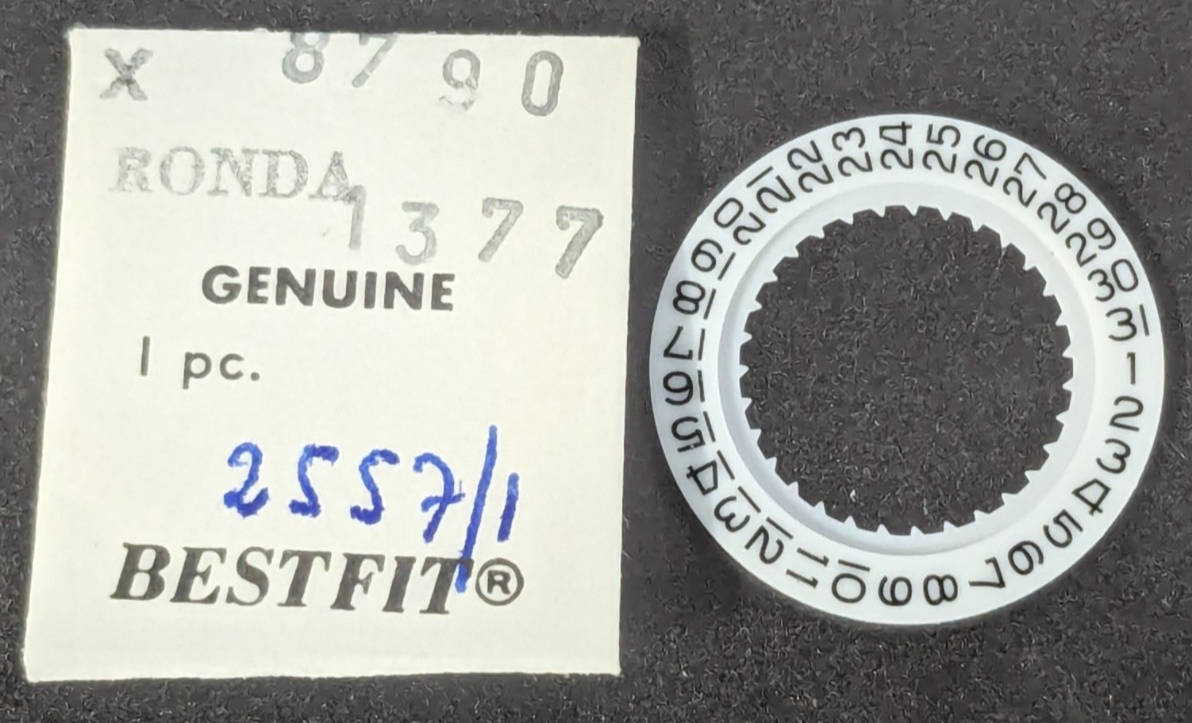 X 8790
RONDA 1377
GENUINE
1 pc.
2557/1
BESTFIT®
1 2 3 4 5 6 7 8 9 10 11 12 13 14 15 16 17 18 19 20 21 22 23 24 25 26 27 28 29 30 31